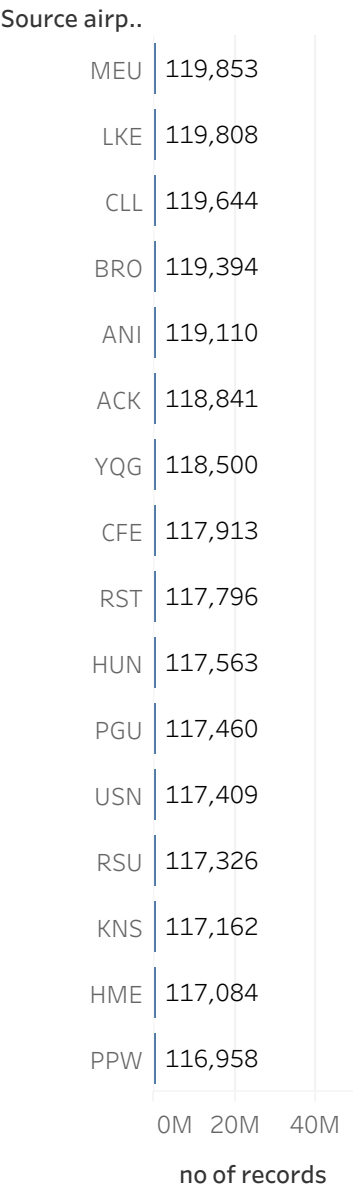 Source airp..
MEU 119,853
LKE 119,808
CLL 119,644
BRO 119,394
ANI 119,110
ACK 118,841
YQG 118,500
CFE 117,913
RST 117,796
HUN 117,563
PGU 117,460
USN 117,409
RSU 117,326
KNS 117,162
HME 117,084
PPW 116,958
0M 20M 40M
no of records